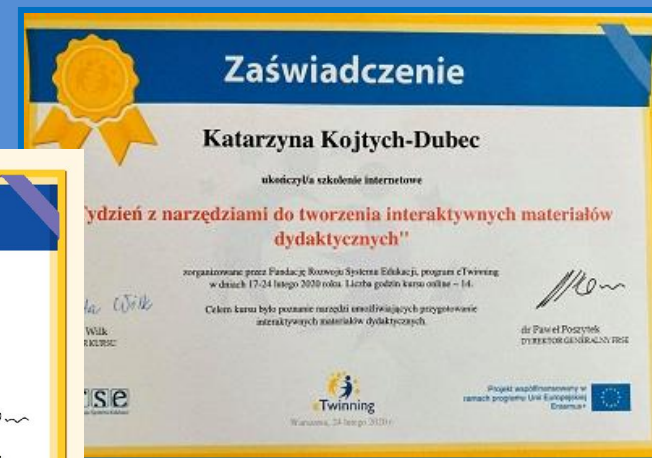 Zaświadczenie
Katarzyna Kojtych-Dubec
ukończył/a szkolenie internetowe
Tydzień z narzędziami do tworzenia interaktywnych materiałów
dydaktycznych"
zorganizowane przez Fundację Rozwoju Systemu Edukacji, program eTwinning
w dniach 17-24 lutego 2020 roku. Liczba godzin kursu online – 14.
Celem kursu było poznanie narzędzi umożliwiających przygotowanie
interaktywnych materiałów dydaktycznych.
Wilk
Wilk
dr Paweł Poszytek
DYREKTOR GENERALNY FRSE
eTwinning
Warszawa, 24 lutego 2020 r.
Projekt współfinansowany w
ramach programu Unii Europejskiej
Erasmus+